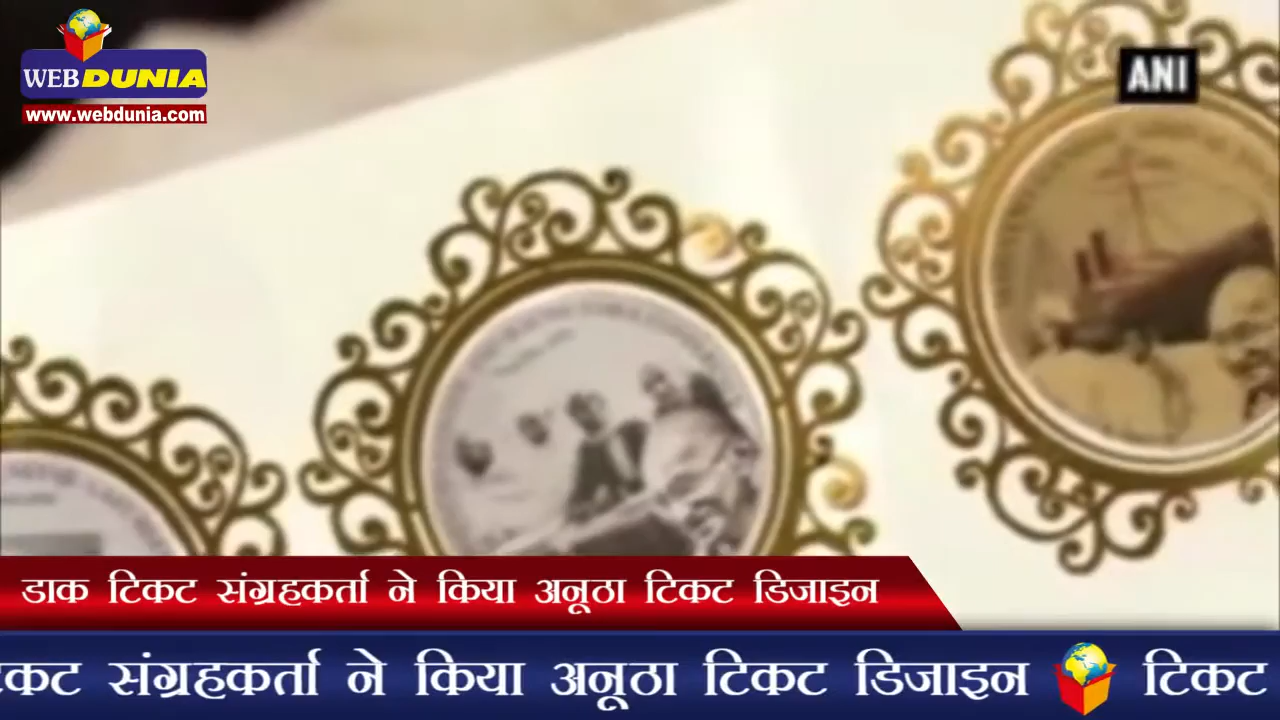 WEBDUNIA
www.webdunia.com
ANI
डाक टिकट संग्रहकर्ता ने किया अनूठा टिकट डिजाइन
टिकट संग्रहकर्ता ने किया अनूठा टिकट डिजाइन टिकट